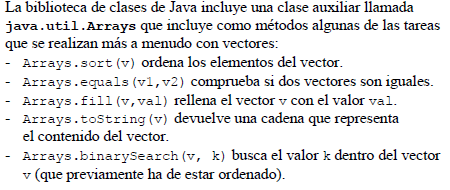 La biblioteca de clases de Java incluye una clase auxiliar llamada
java.util.Arrays que incluye como métodos algunas de las tareas
que se realizan más a menudo con vectores:
- Arrays.sort(v) ordena los elementos del vector.
- Arrays.equals(v1,v2) comprueba si dos vectores son iguales.
- Arrays.fill(v,val) rellena el vector v con el valor val.
- Arrays.toString(v) devuelve una cadena que representa
el contenido del vector.
- Arrays.binarySearch(v, k) busca el valor k dentro del vector
v (que previamente ha de estar ordenado).